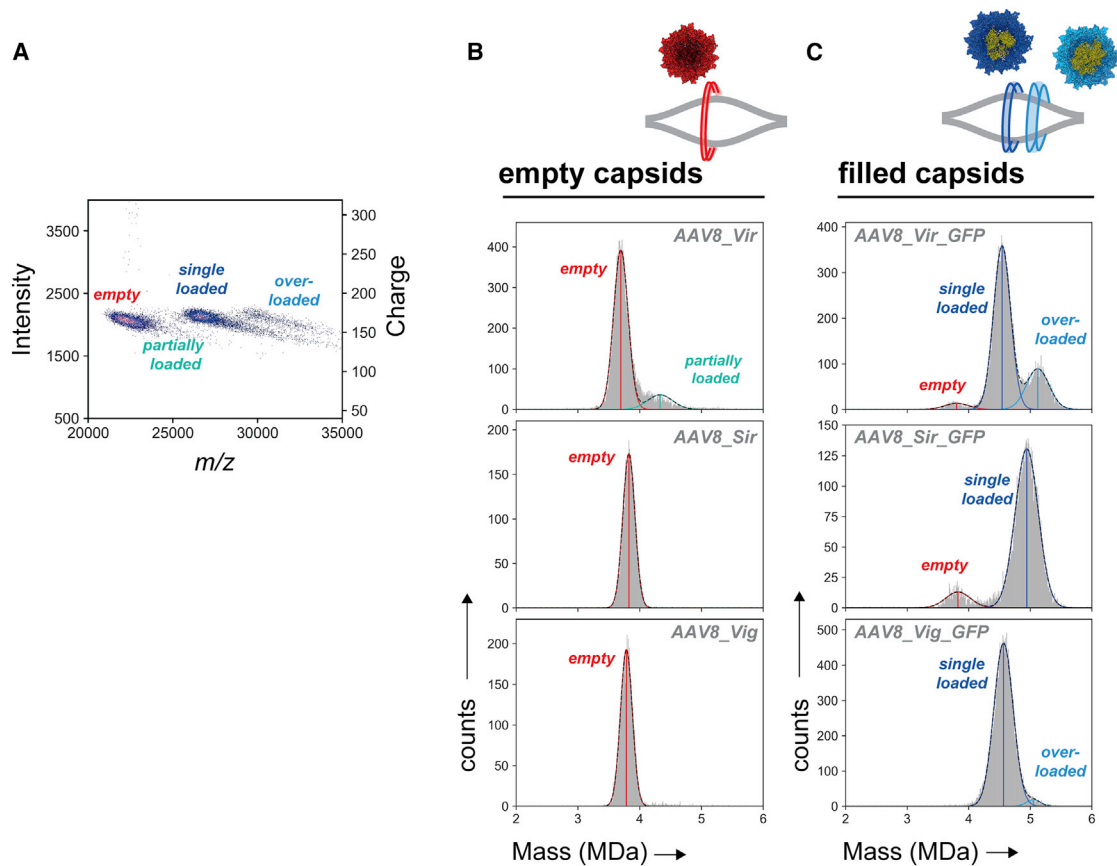 A
B
C
empty capsids
filled capsids
3500
2500
1500
500
Intensity
300
250
200
150
100
50
Charge
empty
single
loaded
over-
loaded
partially
loaded
20000
25000
30000
35000
m/z
AAV8_Vir
400
300
200
100
0
empty
partially
loaded
AAV8_Sir
200
150
100
50
0
empty
AAV8_Vig
200
150
100
50
0
empty
counts
2
3
4
5
6
Mass (MDa)
AAV8_Vir_GFP
400
300
200
100
0
empty
single
loaded
over-
loaded
AAV8_Sir_GFP
150
125
100
75
50
25
0
empty
single
loaded
AAV8_Vig_GFP
500
400
300
200
100
0
single
loaded
over-
loaded
counts
2
3
4
5
6
Mass (MDa)